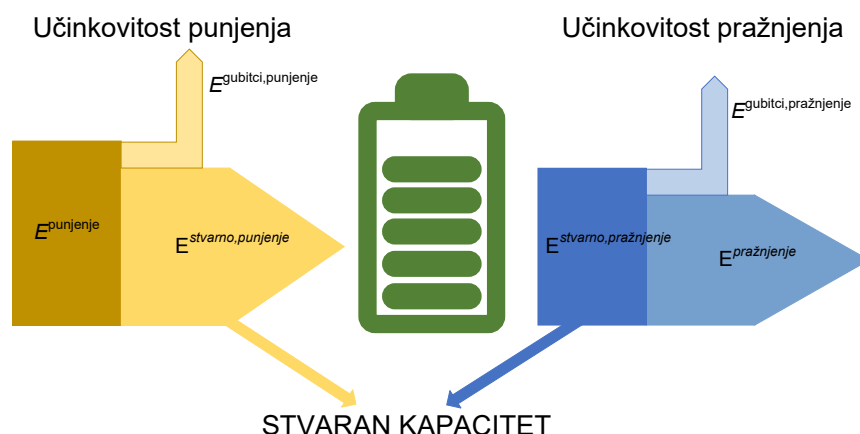 Učinkovitost punjenja
Učinkovitost pražnjenja
E^gubitci,punjenje
E^gubitci,pražnjenje
E^punjenje
E^stvarno,punjenje
E^stvarno,pražnjenje
E^pražnjenje
STVARAN KAPACITET